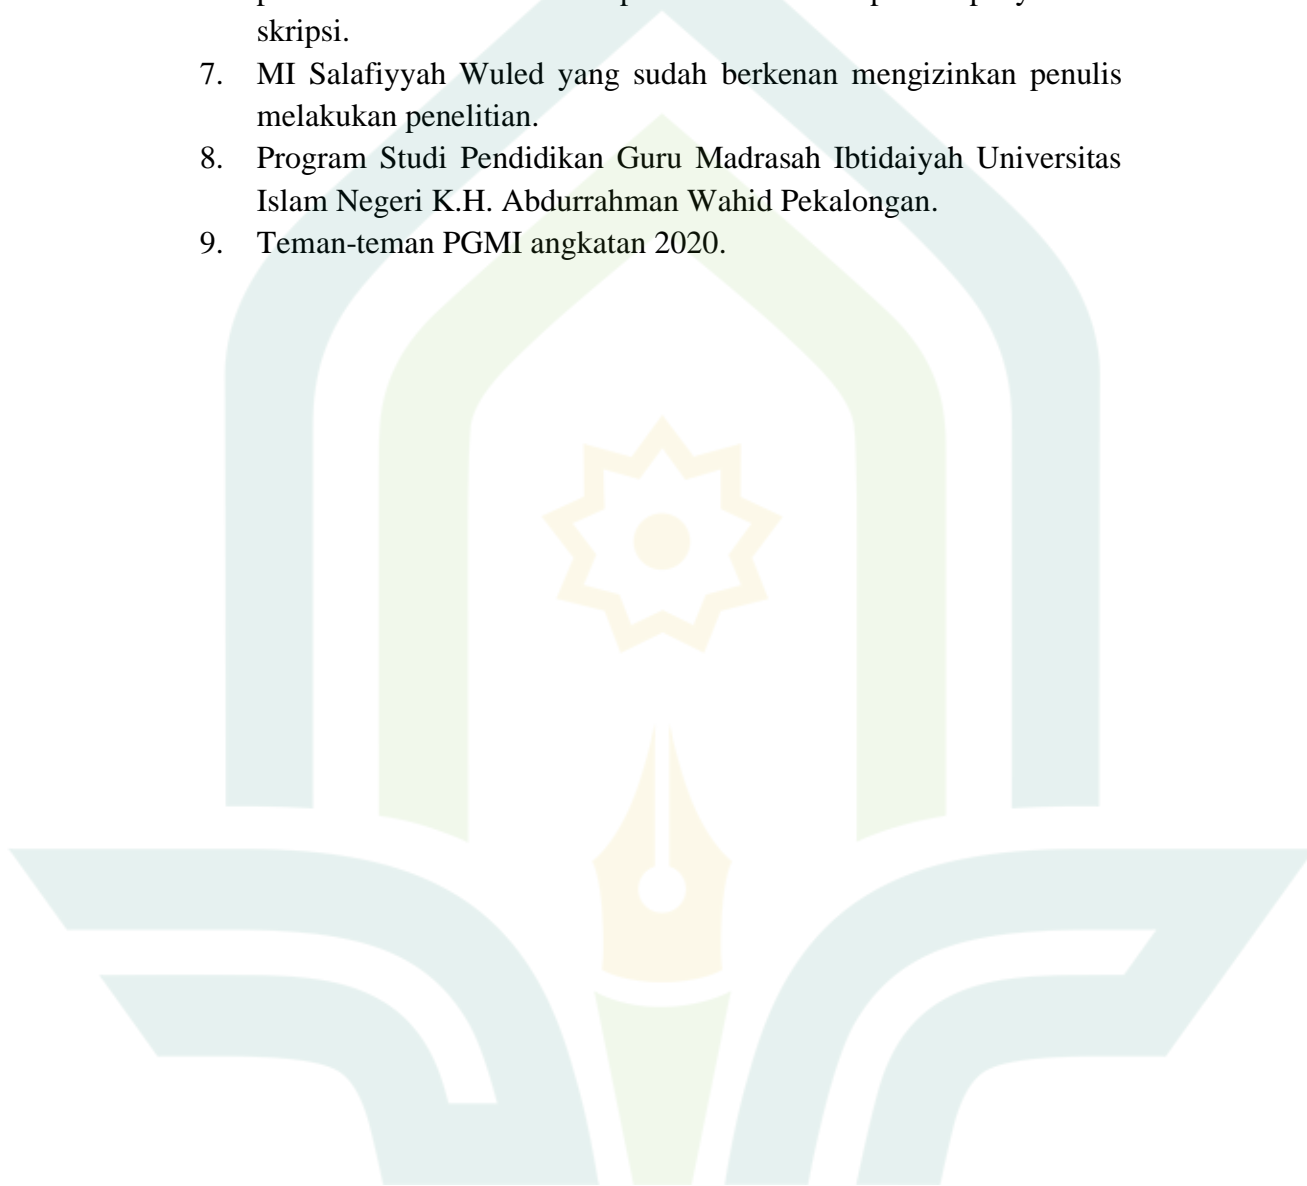 skripsi.
7. MI Salafiyyah Wuled yang sudah berkenan mengizinkan penulis
melakukan penelitian.
8. Program Studi Pendidikan Guru Madrasah Ibtidaiyah Universitas
Islam Negeri K.H. Abdurrahman Wahid Pekalongan.
9. Teman-teman PGMI angkatan 2020.